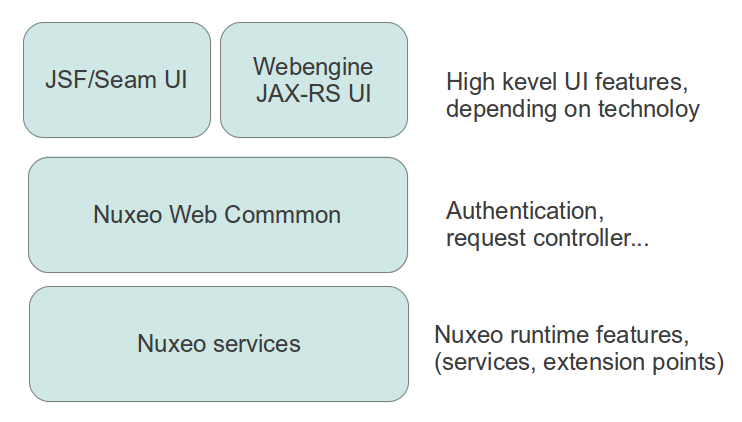 JSF/Seam UI
Webengine
JAX-RS UI
High kevel UI features,
depending on technoloy
Nuxeo Web Commmon
Authentication,
request controller...
Nuxeo services
Nuxeo runtime features,
(services, extension points)